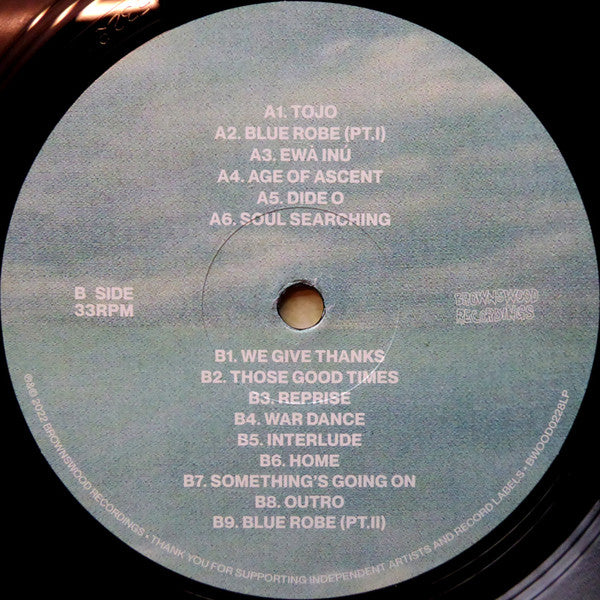 A1. TOJO
A2. BLUE ROBE (PT.I)
A3. EWÀ INÚ
A4. AGE OF ASCENT
A5. DIDE O
A6. SOUL SEARCHING
B SIDE
33RPM
BROWNSWOOD
RECORDINGS
B1. WE GIVE THANKS
B2. THOSE GOOD TIMES
B3. REPRISE
B4. WAR DANCE
B5. INTERLUDE
B6. HOME
B7. SOMETHING'S GOING ON
B8. OUTRO
B9. BLUE ROBE (PT.II)
℗&© 2022 BROWNSWOOD RECORDINGS • THANK YOU FOR SUPPORTING INDEPENDENT ARTISTS AND RECORD LABELS • BWOOD0228LP